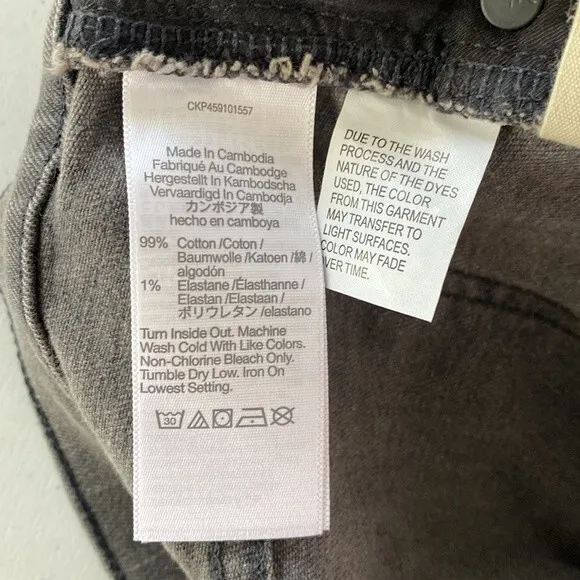 CKP459101557
Made In Cambodia
Fabriqué Au Cambodge
Hergestellt In Kambodscha
Vervaardigd In Cambodja
カンボジア製
hecho en camboya
99% Cotton /Coton /
Baumwolle /Katoen /綿 /
algodón
1% Elastane /Élasthanne /
Elastan /Elastaan /
ポリウレタン /elastano
Turn Inside Out. Machine
Wash Cold With Like Colors.
Non-Chlorine Bleach Only.
Tumble Dry Low. Iron On
Lowest Setting.
30
DUE TO THE WASH
PROCESS AND THE
NATURE OF THE DYES
USED, THE COLOR
FROM THIS GARMENT
MAY TRANSFER TO
LIGHT SURFACES.
COLOR MAY FADE
OVER TIME.